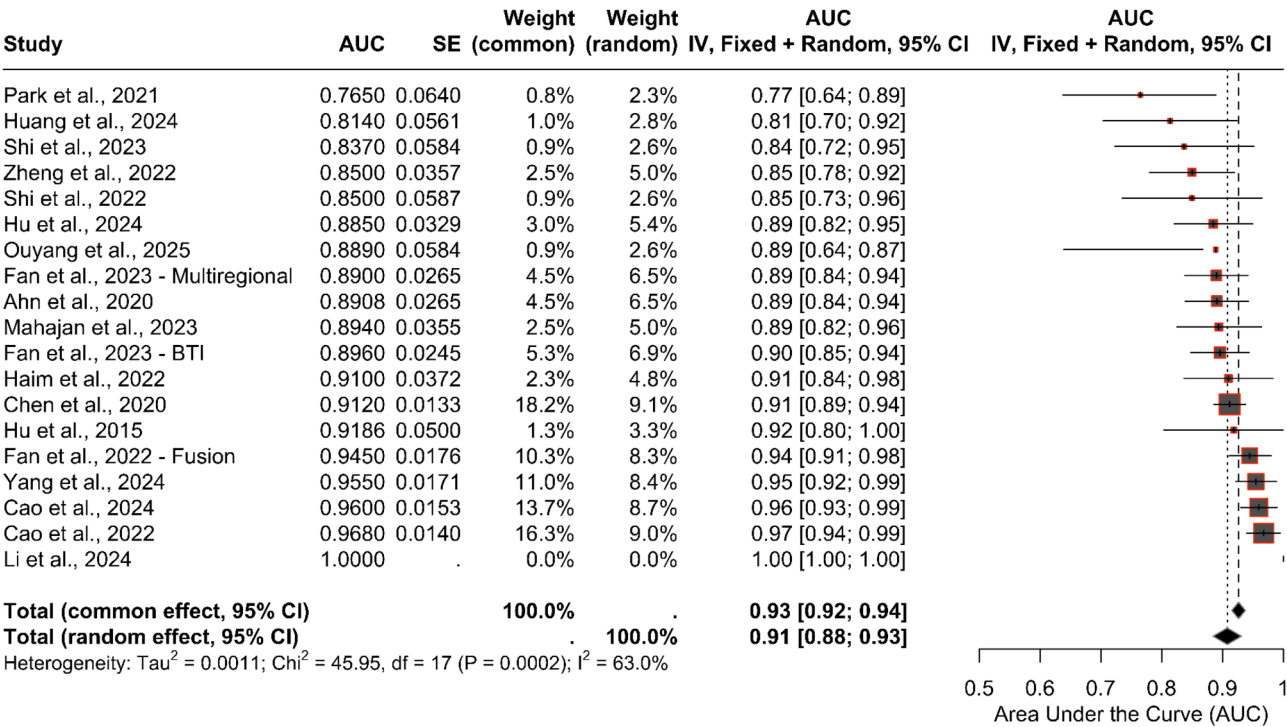 Weight Weight AUC AUC
Study AUC SE (common) (random) IV, Fixed + Random, 95% CI IV, Fixed + Random, 95% CI
Park et al., 2021 0.7650 0.0640 0.8% 2.3% 0.77 [0.64; 0.89]
Huang et al., 2024 0.8140 0.0561 1.0% 2.8% 0.81 [0.70; 0.92]
Shi et al., 2023 0.8370 0.0584 0.9% 2.6% 0.84 [0.72; 0.95]
Zheng et al., 2022 0.8500 0.0357 2.5% 5.0% 0.85 [0.78; 0.92]
Shi et al., 2022 0.8500 0.0587 0.9% 2.6% 0.85 [0.73; 0.96]
Hu et al., 2024 0.8850 0.0329 3.0% 5.4% 0.89 [0.82; 0.95]
Ouyang et al., 2025 0.8890 0.0584 0.9% 2.6% 0.89 [0.64; 0.87]
Fan et al., 2023 - Multiregional 0.8900 0.0265 4.5% 6.5% 0.89 [0.84; 0.94]
Ahn et al., 2020 0.8908 0.0265 4.5% 6.5% 0.89 [0.84; 0.94]
Mahajan et al., 2023 0.8940 0.0355 2.5% 5.0% 0.89 [0.82; 0.96]
Fan et al., 2023 - BTI 0.8960 0.0245 5.3% 6.9% 0.90 [0.85; 0.94]
Haim et al., 2022 0.9100 0.0372 2.3% 4.8% 0.91 [0.84; 0.98]
Chen et al., 2020 0.9120 0.0133 18.2% 9.1% 0.91 [0.89; 0.94]
Hu et al., 2015 0.9186 0.0500 1.3% 3.3% 0.92 [0.80; 1.00]
Fan et al., 2022 - Fusion 0.9450 0.0176 10.3% 8.3% 0.94 [0.91; 0.98]
Yang et al., 2024 0.9550 0.0171 11.0% 8.4% 0.95 [0.92; 0.99]
Cao et al., 2024 0.9600 0.0153 13.7% 8.7% 0.96 [0.93; 0.99]
Cao et al., 2022 0.9680 0.0140 16.3% 9.0% 0.97 [0.94; 0.99]
Li et al., 2024 1.0000 . 0.0% 0.0% 1.00 [1.00; 1.00]
Total (common effect, 95% CI) 100.0% . 0.93 [0.92; 0.94]
Total (random effect, 95% CI) . 100.0% 0.91 [0.88; 0.93]
Heterogeneity: Tau² = 0.0011; Chi² = 45.95, df = 17 (P = 0.0002); I² = 63.0%
0.5 0.6 0.7 0.8 0.9 1
Area Under the Curve (AUC)